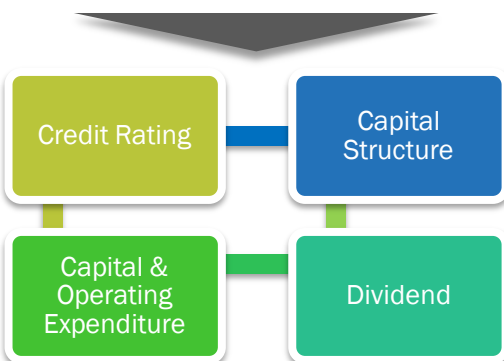 Credit Rating
Capital
Structure
Capital &
Operating
Expenditure
Dividend